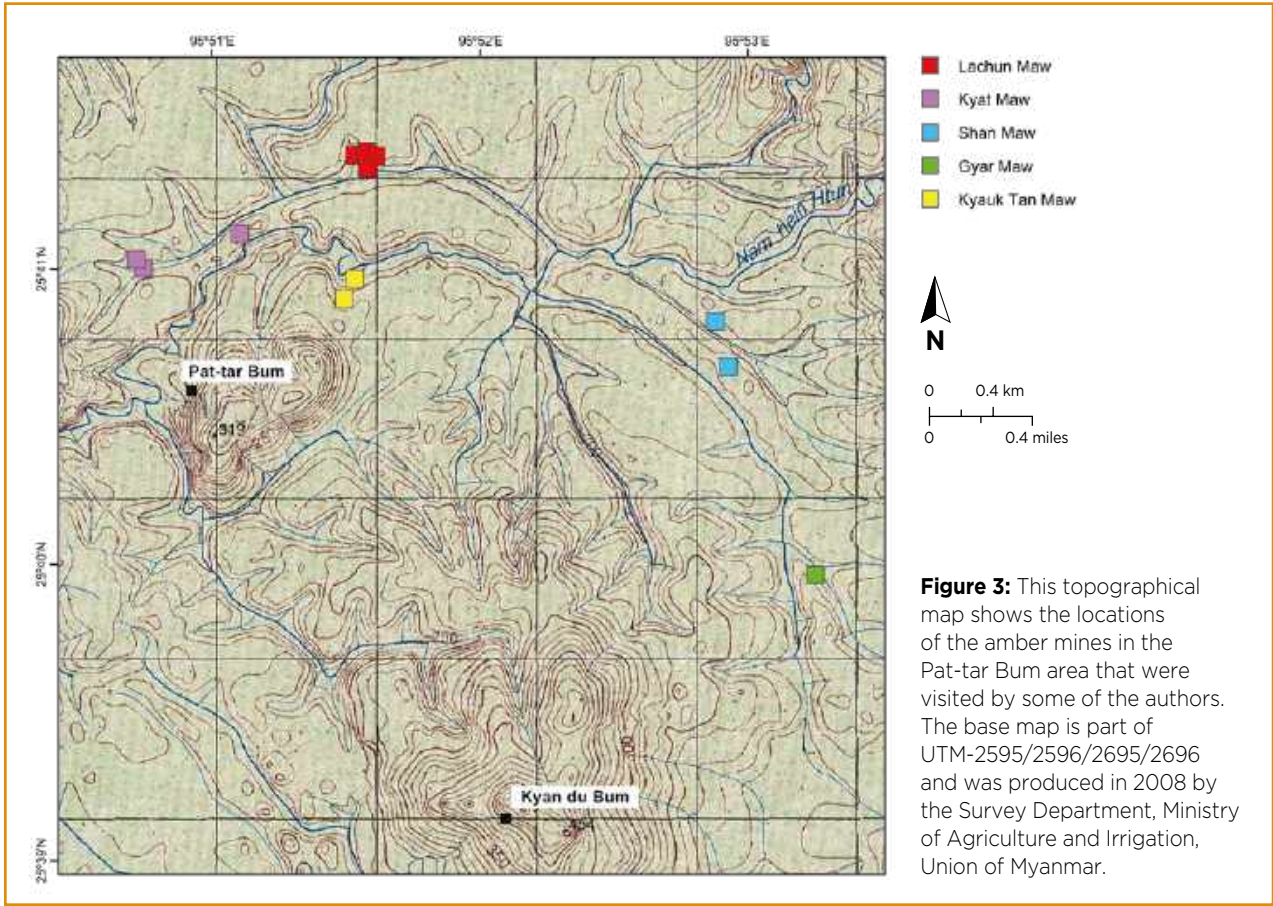 95°51'E 95°52'E 95°53'E
25°41'N
25°40'N
25°39'N
Nam hein Htun
Pat-tar Bum
Kyan du Bum
Lachun Maw
Kyat Maw
Shan Maw
Gyar Maw
Kyauk Tan Maw
N
0 0.4 km
0 0.4 miles
Figure 3: This topographical
map shows the locations
of the amber mines in the
Pat-tar Bum area that were
visited by some of the authors.
The base map is part of
UTM-2595/2596/2695/2696
and was produced in 2008 by
the Survey Department, Ministry
of Agriculture and Irrigation,
Union of Myanmar.